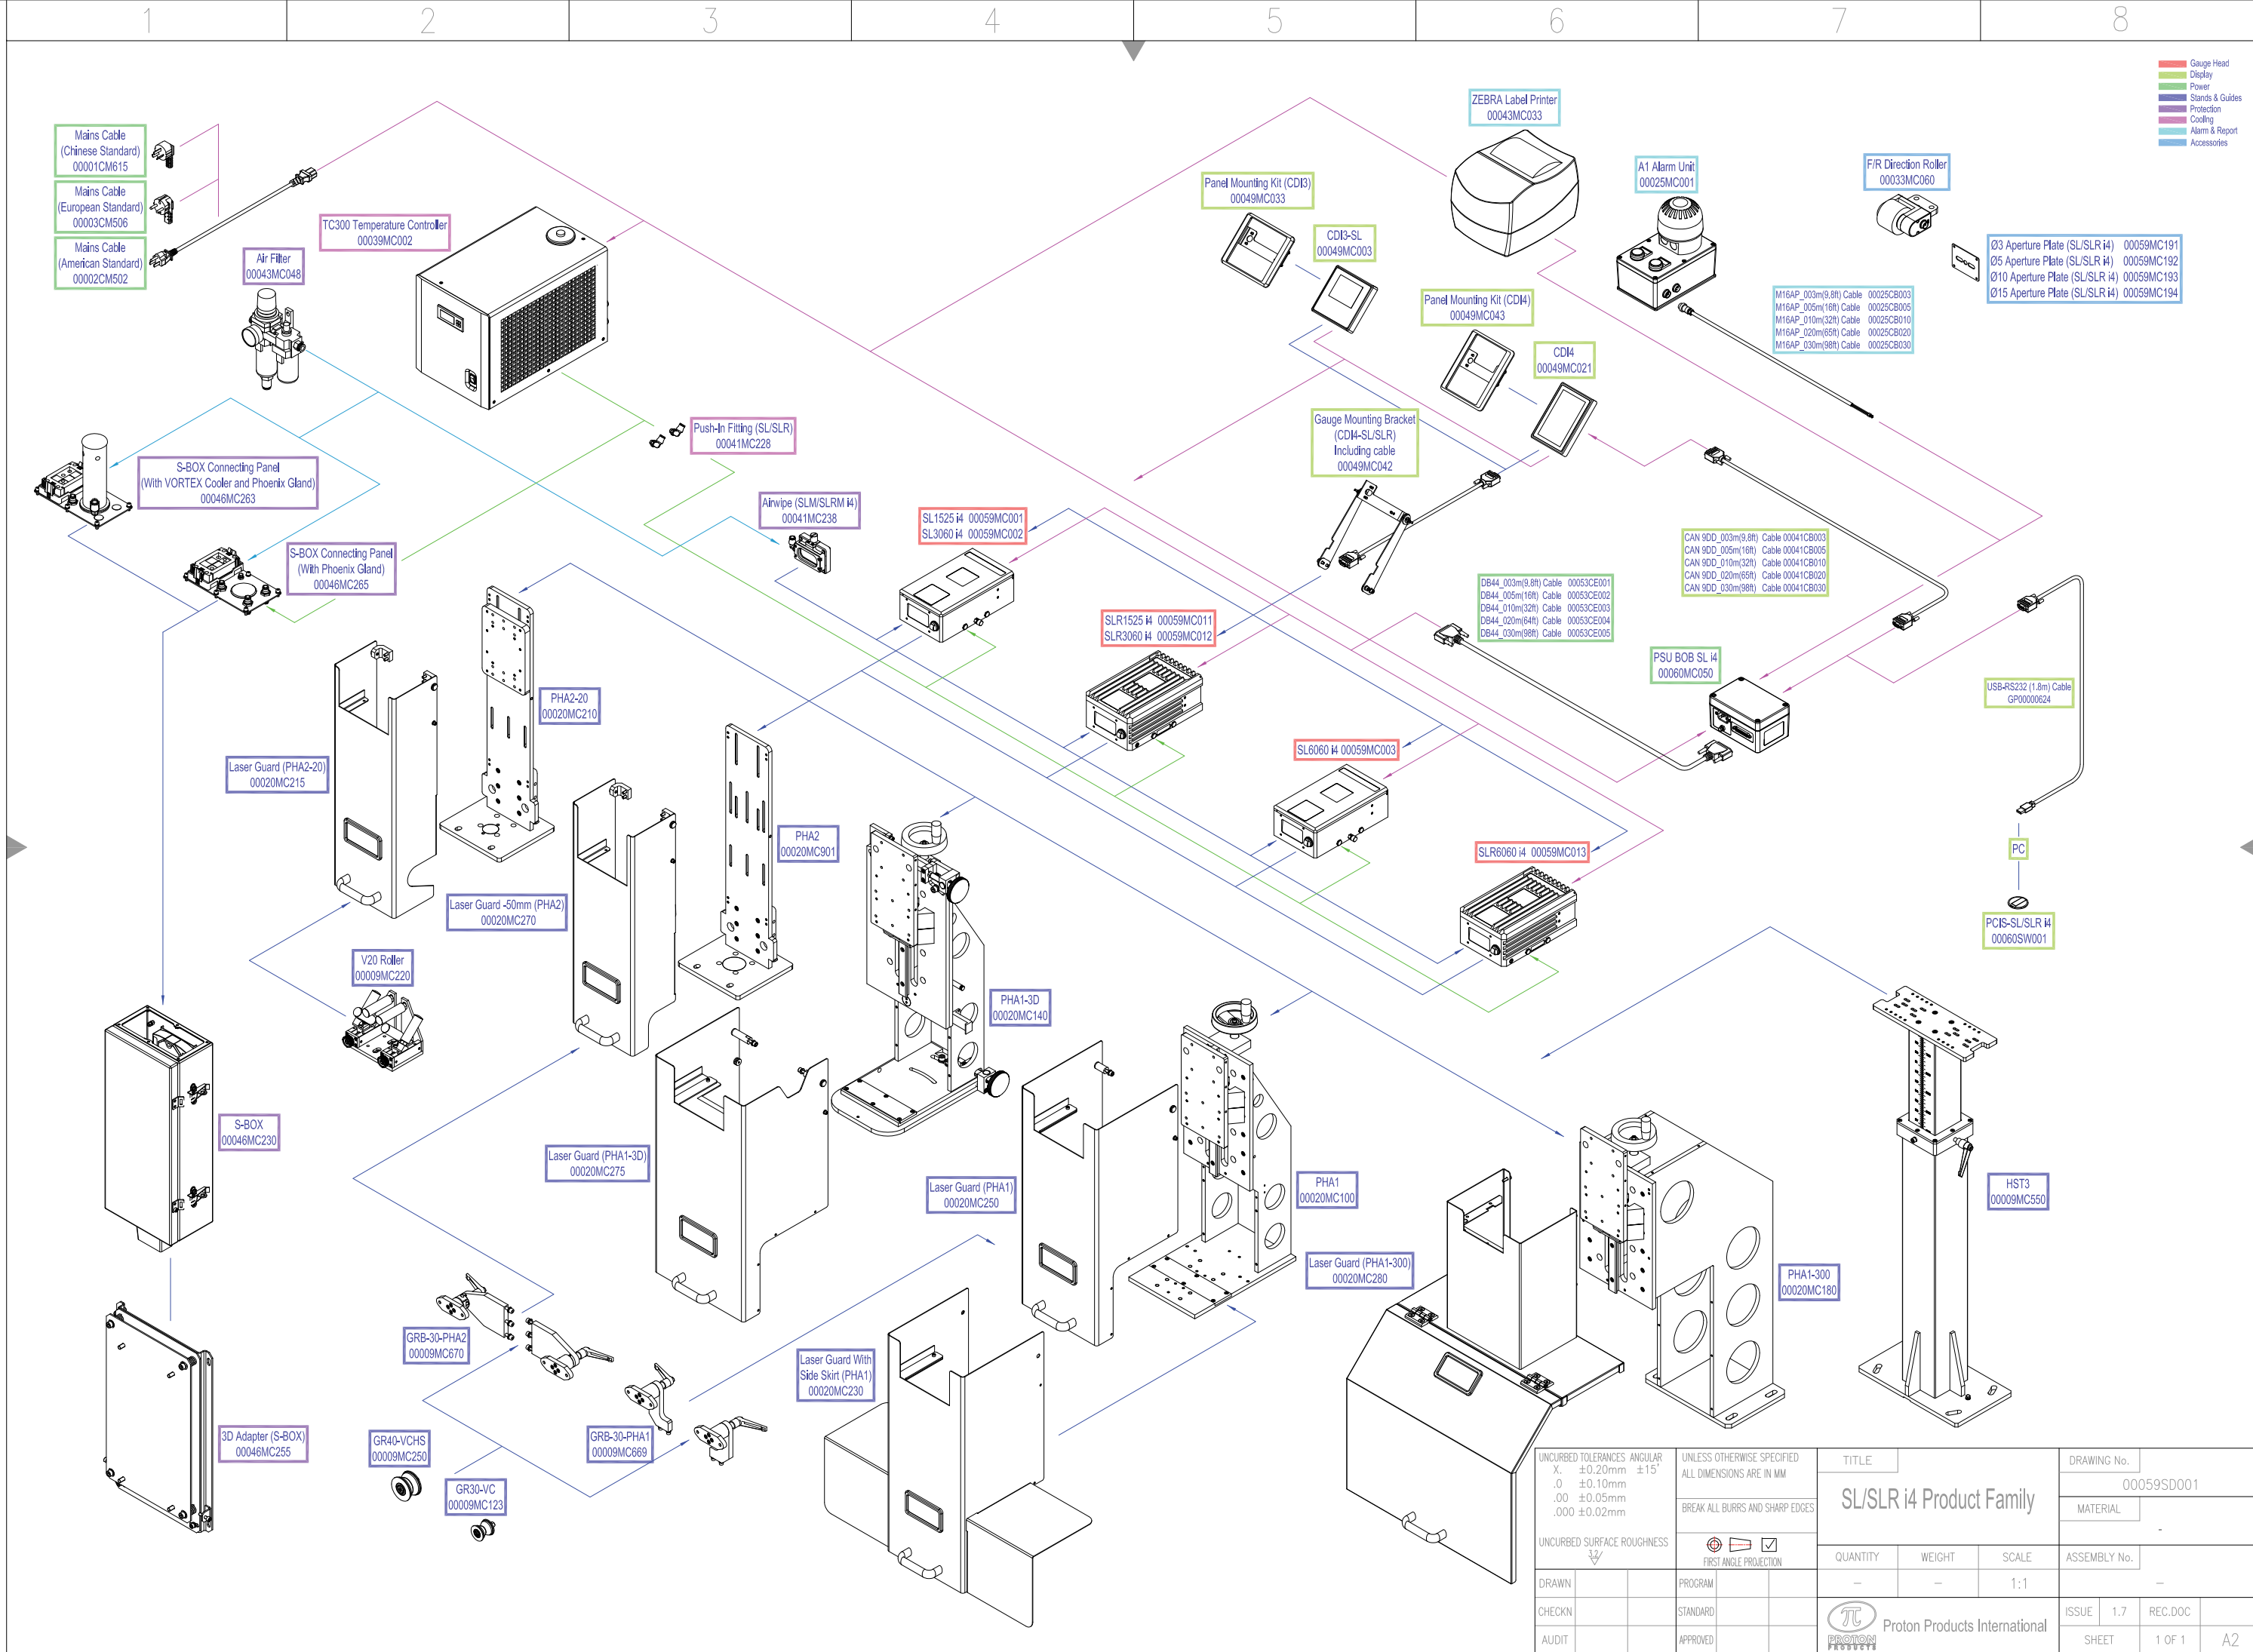 1 2 3 4 5 6 7 8
Gauge Head
Display
Power
Stands & Guides
Protection
Cooling
Alarm & Report
Accessories
Mains Cable
(Chinese Standard)
00001CM615
Mains Cable
(European Standard)
00003CM506
Mains Cable
(American Standard)
00002CM502
Air Filter
00043MC048
TC300 Temperature Controller
00039MC002
ZEBRA Label Printer
00043MC033
Panel Mounting Kit (CDI3)
00049MC033
CDI3-SL
00049MC003
A1 Alarm Unit
00025MC001
F/R Direction Roller
00033MC060
Ø3 Aperture Plate (SL/SLR i4) 00059MC191
Ø5 Aperture Plate (SL/SLR i4) 00059MC192
Ø10 Aperture Plate (SL/SLR i4) 00059MC193
Ø15 Aperture Plate (SL/SLR i4) 00059MC194
M16AP_003m(9,8ft) Cable 00025CB003
M16AP_005m(16ft) Cable 00025CB005
M16AP_010m(32ft) Cable 00025CB010
M16AP_020m(65ft) Cable 00025CB020
M16AP_030m(98ft) Cable 00025CB030
Panel Mounting Kit (CDI4)
00049MC043
CDI4
00049MC021
Gauge Mounting Bracket
(CDI4-SL/SLR)
Including cable
00049MC042
Push-In Fitting (SL/SLR)
00041MC228
S-BOX Connecting Panel
(With VORTEX Cooler and Phoenix Gland)
00046MC263
S-BOX Connecting Panel
(With Phoenix Gland)
00046MC265
Airwipe (SLM/SLRM i4)
00041MC238
SL1525 i4 00059MC001
SL3060 i4 00059MC002
CAN 9DD_003m(9,8ft) Cable 00041CB003
CAN 9DD_005m(16ft) Cable 00041CB005
CAN 9DD_010m(32ft) Cable 00041CB010
CAN 9DD_020m(65ft) Cable 00041CB020
CAN 9DD_030m(98ft) Cable 00041CB030
DB44_003m(9,8ft) Cable 00053CE001
DB44_005m(16ft) Cable 00053CE002
DB44_010m(32ft) Cable 00053CE003
DB44_020m(64ft) Cable 00053CE004
DB44_030m(98ft) Cable 00053CE005
SLR1525 i4 00059MC011
SLR3060 i4 00059MC012
PSU BOB SL i4
00060MC050
USB-RS232 (1.8m) Cable
GP00000624
PHA2-20
00020MC210
Laser Guard (PHA2-20)
00020MC215
SL6060 i4 00059MC003
PHA2
00020MC901
SLR6060 i4 00059MC013
PC
PCIS-SL/SLR i4
00060SW001
Laser Guard -50mm (PHA2)
00020MC270
V20 Roller
00009MC220
PHA1-3D
00020MC140
S-BOX
00046MC230
Laser Guard (PHA1-3D)
00020MC275
Laser Guard (PHA1)
00020MC250
PHA1
00020MC100
HST3
00009MC550
Laser Guard (PHA1-300)
00020MC280
PHA1-300
00020MC180
GRB-30-PHA2
00009MC670
Laser Guard With
Side Skirt (PHA1)
00020MC230
3D Adapter (S-BOX)
00046MC255
GR40-VCHS
00009MC250
GRB-30-PHA1
00009MC669
GR30-VC
00009MC123
UNCURBED TOLERANCES ANGULAR
X. ±0.20mm ±15'
.0 ±0.10mm
.00 ±0.05mm
.000 ±0.02mm
UNCURBED SURFACE ROUGHNESS
3.2
UNLESS OTHERWISE SPECIFIED
ALL DIMENSIONS ARE IN MM
BREAK ALL BURRS AND SHARP EDGES
FIRST ANGLE PROJECTION
TITLE
SL/SLR i4 Product Family
DRAWING No.
00059SD001
MATERIAL
-
QUANTITY WEIGHT SCALE ASSEMBLY No.
- - 1:1 -
DRAWN PROGRAM
CHECKN STANDARD
AUDIT APPROVED
π
PROTON
PRODUCTS
Proton Products International
ISSUE 1.7 REC.DOC
SHEET 1 OF 1 A2